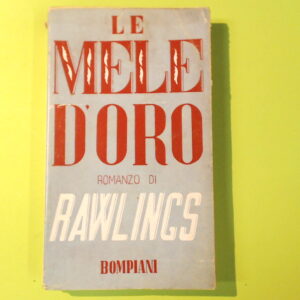 LE
MELE
D'ORO
ROMANZO DI
RAWLINGS
BOMPIANI